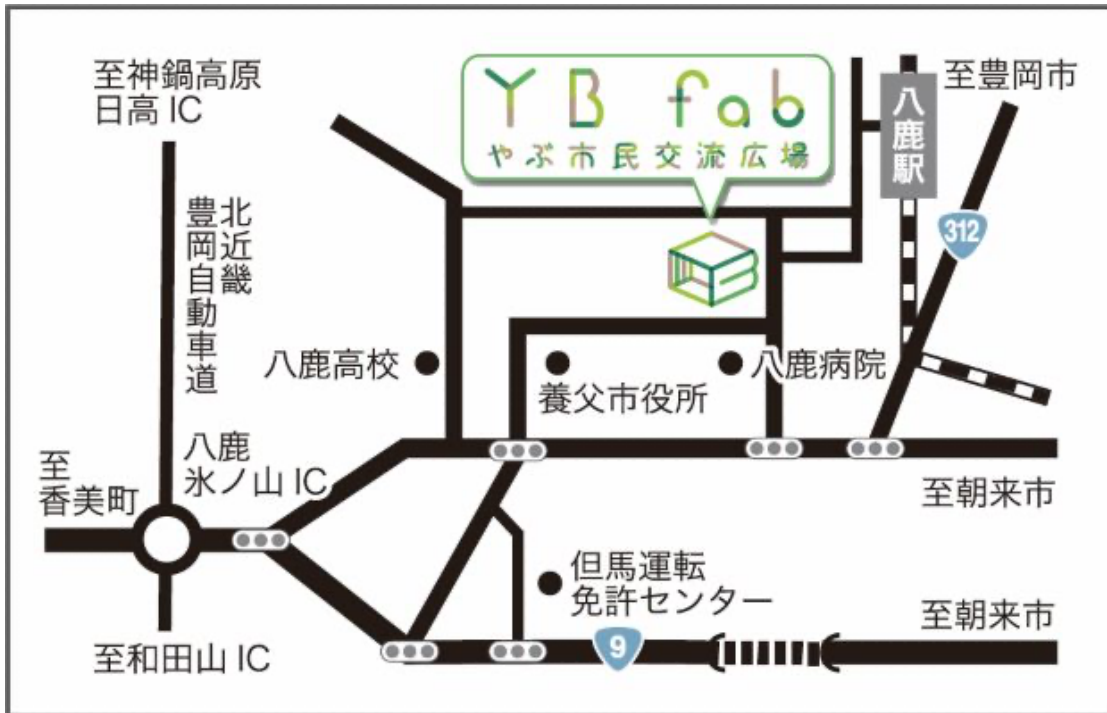 至神鍋高原
日高 IC
YB fab
やぶ市民交流広場
八鹿駅
至豊岡市
312
北近畿
豊岡自動車道
八鹿高校
養父市役所
八鹿病院
八鹿
氷ノ山 IC
至
香美町
至朝来市
但馬運転
免許センター
至朝来市
9
至和田山 IC